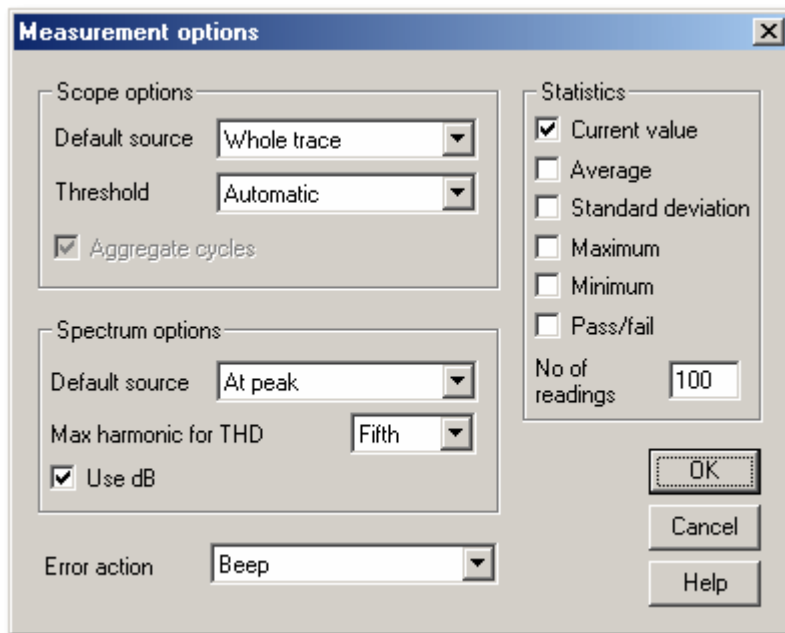 Measurement options
Scope options
Default source Whole trace
Threshold Automatic
Aggregate cycles
Spectrum options
Default source At peak
Max harmonic for THD Fifth
Use dB
Error action Beep
Statistics
Current value
Average
Standard deviation
Maximum
Minimum
Pass/fail
No of
readings 100
OK
Cancel
Help